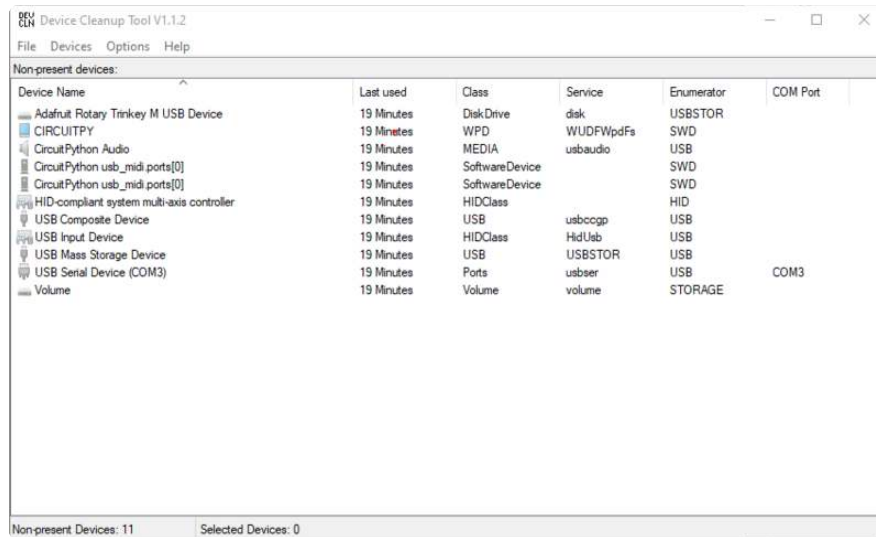 DEV CLN Device Cleanup Tool V1.1.2
File Devices Options Help
Non-present devices:
Device Name Last used Class Service Enumerator COM Port
Adafruit Rotary Trinkey M USB Device 19 Minutes DiskDrive disk USBSTOR
CIRCUITPY 19 Minutes WPD WUDFWpdFs SWD
CircuitPython Audio 19 Minutes MEDIA usbaudio USB
CircuitPython usb_midi.ports[0] 19 Minutes SoftwareDevice SWD
CircuitPython usb_midi.ports[0] 19 Minutes SoftwareDevice SWD
HID-compliant system multi-axis controller 19 Minutes HIDClass HID
USB Composite Device 19 Minutes USB usbccgp USB
USB Input Device 19 Minutes HIDClass HidUsb USB
USB Mass Storage Device 19 Minutes USB USBSTOR USB
USB Serial Device (COM3) 19 Minutes Ports usbser USB COM3
Volume 19 Minutes Volume volume STORAGE
Non-present Devices: 11 Selected Devices: 0